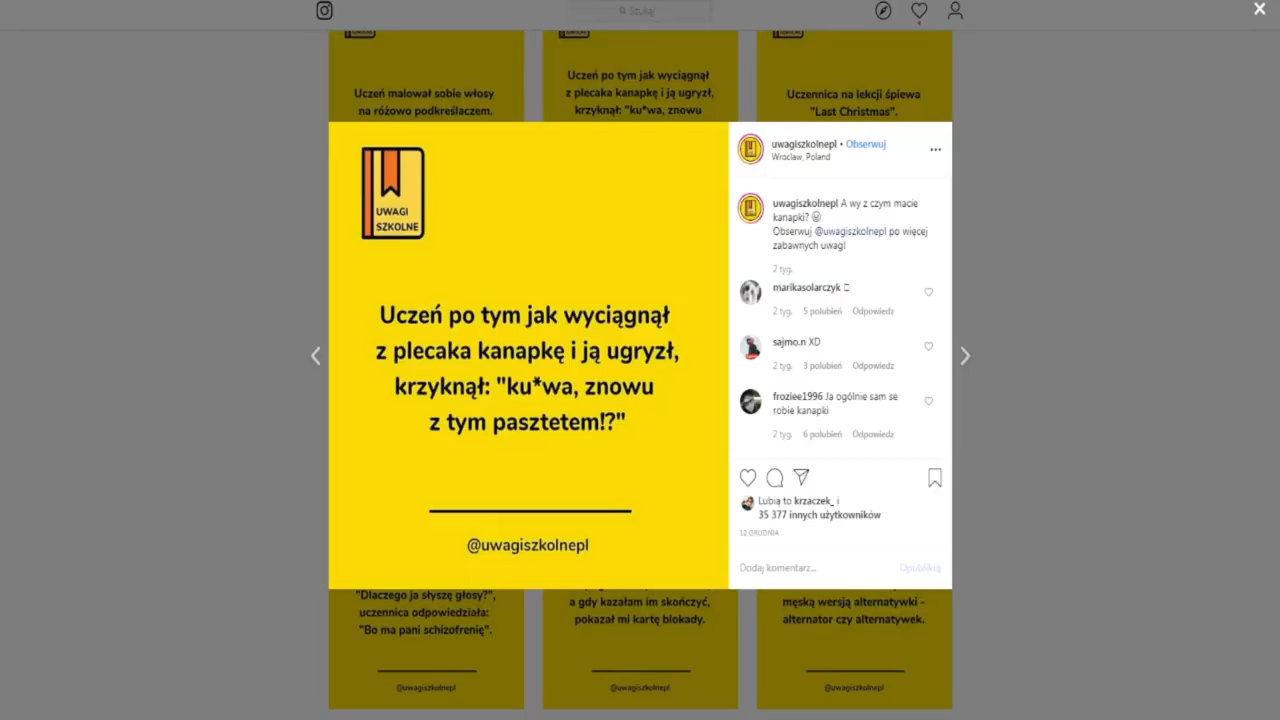 Szukaj
UWAGI
Uczeń malował sobie włosy
na różowo podkreślaczem.
Uczeń po tym jak wyciągnął
z plecaka kanapkę i ją ugryzł,
krzyknął: "ku*wa, znowu
Uczennica na lekcji śpiewa
"Last Christmas".
UWAGI
SZKOLNE
Uczeń po tym jak wyciągnął
z plecaka kanapkę i ją ugryzł,
krzyknął: "ku*wa, znowu
z tym pasztetem!?"
@uwagiszkolnepl
uwagiszkolnepl • Obserwuj
Wroclaw, Poland
uwagiszkolnepl A wy z czym macie
kanapki? 😃
Obserwuj @uwagiszkolnepl po więcej
zabawnych uwag!
2 tyg.
marikasolarczyk
2 tyg. 5 polubień Odpowiedz
sajmo.n XD
2 tyg. 3 polubień Odpowiedz
froziee1996 Ja ogólnie sam se
robie kanapki
2 tyg. 6 polubień Odpowiedz
Lubią to krzaczek_ i
35 377 innych użytkowników
12 GRUDNIA
Dodaj komentarz... Opublikuj
"Dlaczego ja słyszę głosy?",
uczennica odpowiedziała:
"Bo ma pani schizofrenię".
@uwagiszkolnepl
a gdy kazałam im skończyć,
pokazał mi kartę blokady.
@uwagiszkolnepl
męską wersją alternatywki -
alternator czy alternatywek.
@uwagiszkolnepl